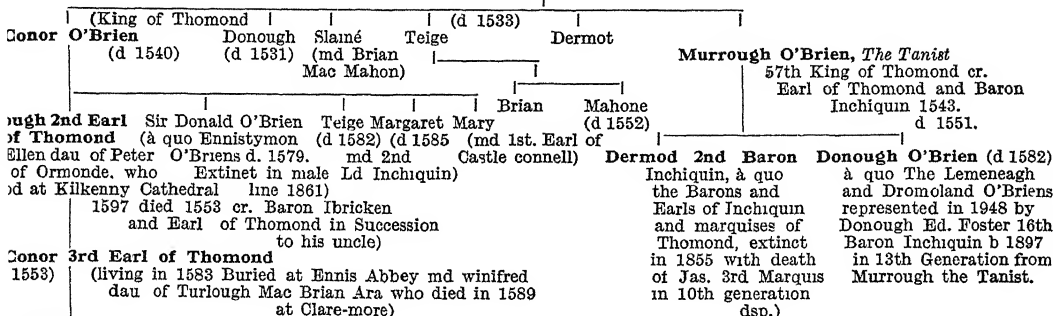 (King of Thomond (d 1533)
Conor O'Brien Donough Slainé Teige Dermot
(d 1540) (d 1531) (md Brian
Mac Mahon)
Murrough O'Brien, The Tanist
57th King of Thomond cr.
Earl of Thomond and Baron
Inchiquin 1543.
d 1551.
Brian Mahone
(d 1552)
ough 2nd Earl Sir Donald O'Brien Teige Margaret Mary
of Thomond (à quo Ennistymon (d 1582) (d 1585 (md 1st. Earl of
Ellen dau of Peter O'Briens d. 1579. md 2nd Castle connell)
of Ormonde, who Extinet in male Ld Inchiquin)
od at Kilkenny Cathedral line 1861)
1597 died 1553 cr. Baron Ibricken
and Earl of Thomond in Succession
to his uncle)
Conor 3rd Earl of Thomond
1553) (living in 1583 Buried at Ennis Abbey md winifred
dau of Turlough Mac Brian Ara who died in 1589
at Clare-more)
Dermod 2nd Baron
Inchiquin, à quo
the Barons and
Earls of Inchiquin
and marquises of
Thomond, extinct
in 1855 with death
of Jas. 3rd Marquis
in 10th generation
dsp.)
Donough O'Brien (d 1582)
à quo The Lemeneagh
and Dromoland O'Briens
represented in 1948 by
Donough Ed. Foster 16th
Baron Inchiquin b 1897
in 13th Generation from
Murrough the Tanist.